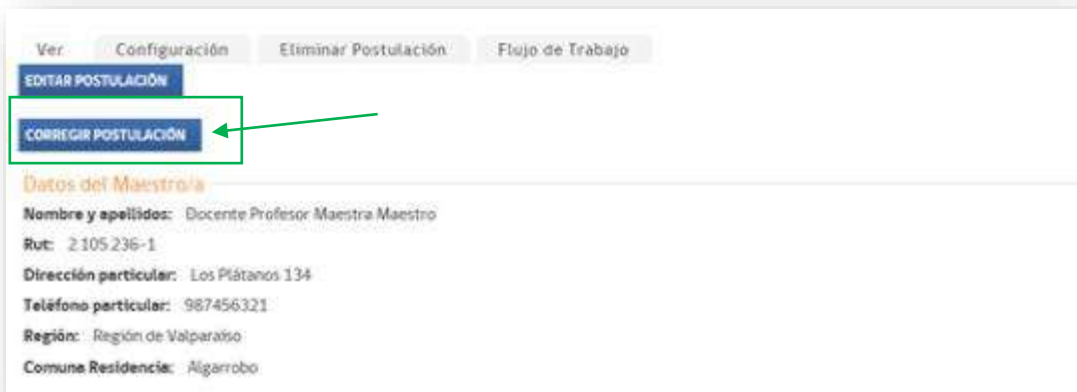 Ver Configuración Eliminar Postulación Flujo de Trabajo
EDITAR POSTULACIÓN
CORREGIR POSTULACIÓN
Datos del Maestro/a
Nombre y apellidos: Docente Profesor Maestra Maestro
Rut: 2.105.236-1
Dirección particular: Los Plátanos 134
Teléfono particular: 987456321
Región: Región de Valparaíso
Comuna Residencia: Algarrobo